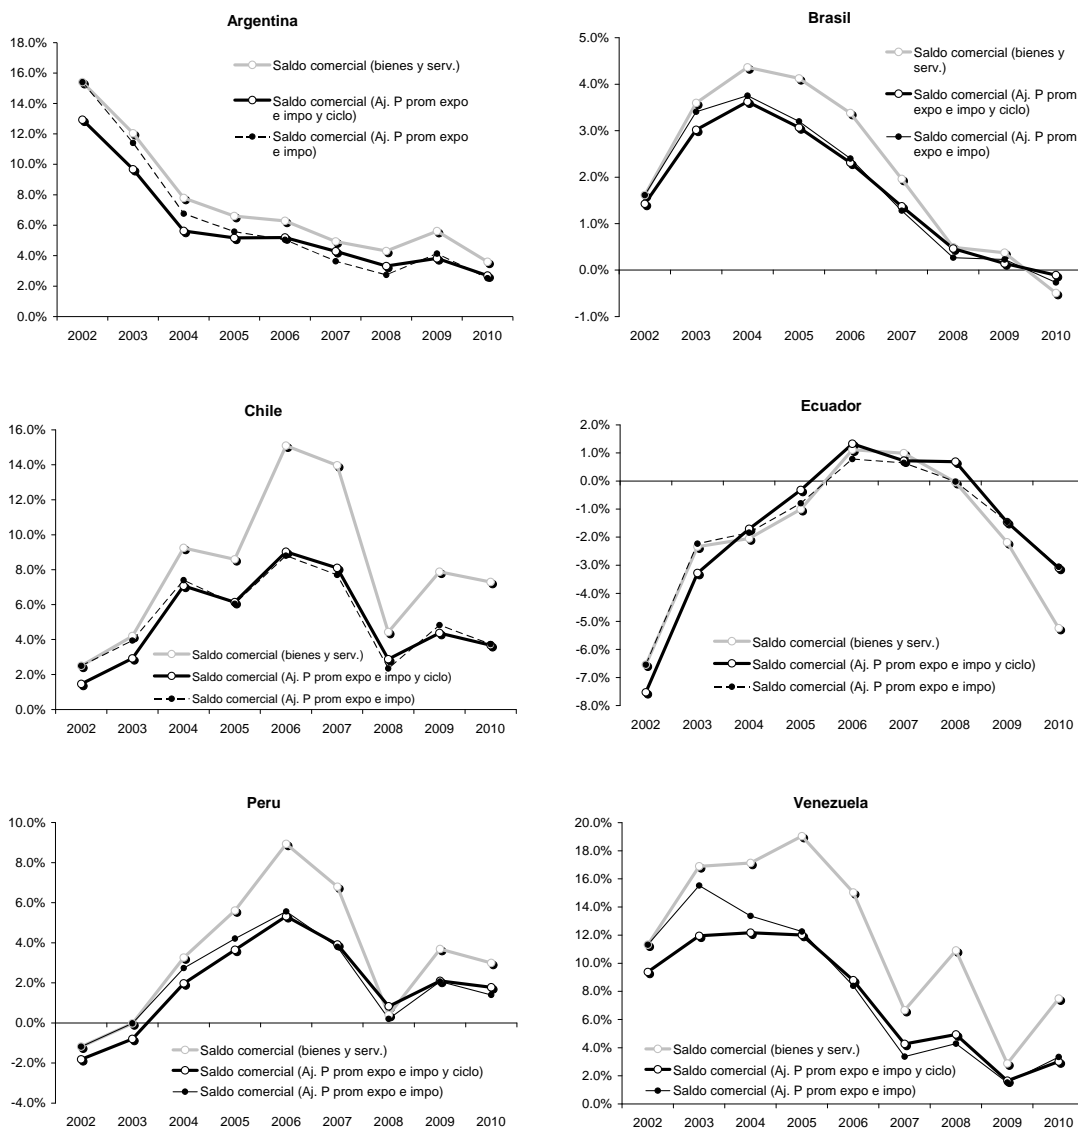 Argentina
18.0%
16.0%
14.0%
12.0%
10.0%
8.0%
6.0%
4.0%
2.0%
0.0%
2002 2003 2004 2005 2006 2007 2008 2009 2010
Saldo comercial (bienes y serv.)
Saldo comercial (Aj. P prom expo
e impo y ciclo)
Saldo comercial (Aj. P prom expo
e impo)
Brasil
5.0%
4.0%
3.0%
2.0%
1.0%
0.0%
-1.0%
2002 2003 2004 2005 2006 2007 2008 2009 2010
Saldo comercial (bienes y
serv.)
Saldo comercial (Aj. P prom
expo e impo y ciclo)
Saldo comercial (Aj. P prom
expo e impo)
Chile
16.0%
14.0%
12.0%
10.0%
8.0%
6.0%
4.0%
2.0%
0.0%
2002 2003 2004 2005 2006 2007 2008 2009 2010
Saldo comercial (bienes y serv.)
Saldo comercial (Aj. P prom expo e impo y ciclo)
Saldo comercial (Aj. P prom expo e impo)
Ecuador
2.0%
1.0%
0.0%
-1.0%
-2.0%
-3.0%
-4.0%
-5.0%
-6.0%
-7.0%
-8.0%
2002 2003 2004 2005 2006 2007 2008 2009 2010
Saldo comercial (bienes y serv.)
Saldo comercial (Aj. P prom expo e impo y ciclo)
Saldo comercial (Aj. P prom expo e impo)
Peru
10.0%
8.0%
6.0%
4.0%
2.0%
0.0%
-2.0%
-4.0%
2002 2003 2004 2005 2006 2007 2008 2009 2010
Saldo comercial (bienes y serv.)
Saldo comercial (Aj. P prom expo e impo y ciclo)
Saldo comercial (Aj. P prom expo e impo)
Venezuela
20.0%
18.0%
16.0%
14.0%
12.0%
10.0%
8.0%
6.0%
4.0%
2.0%
0.0%
2002 2003 2004 2005 2006 2007 2008 2009 2010
Saldo comercial (bienes y serv.)
Saldo comercial (Aj. P prom expo e impo y ciclo)
Saldo comercial (Aj. P prom expo e impo)